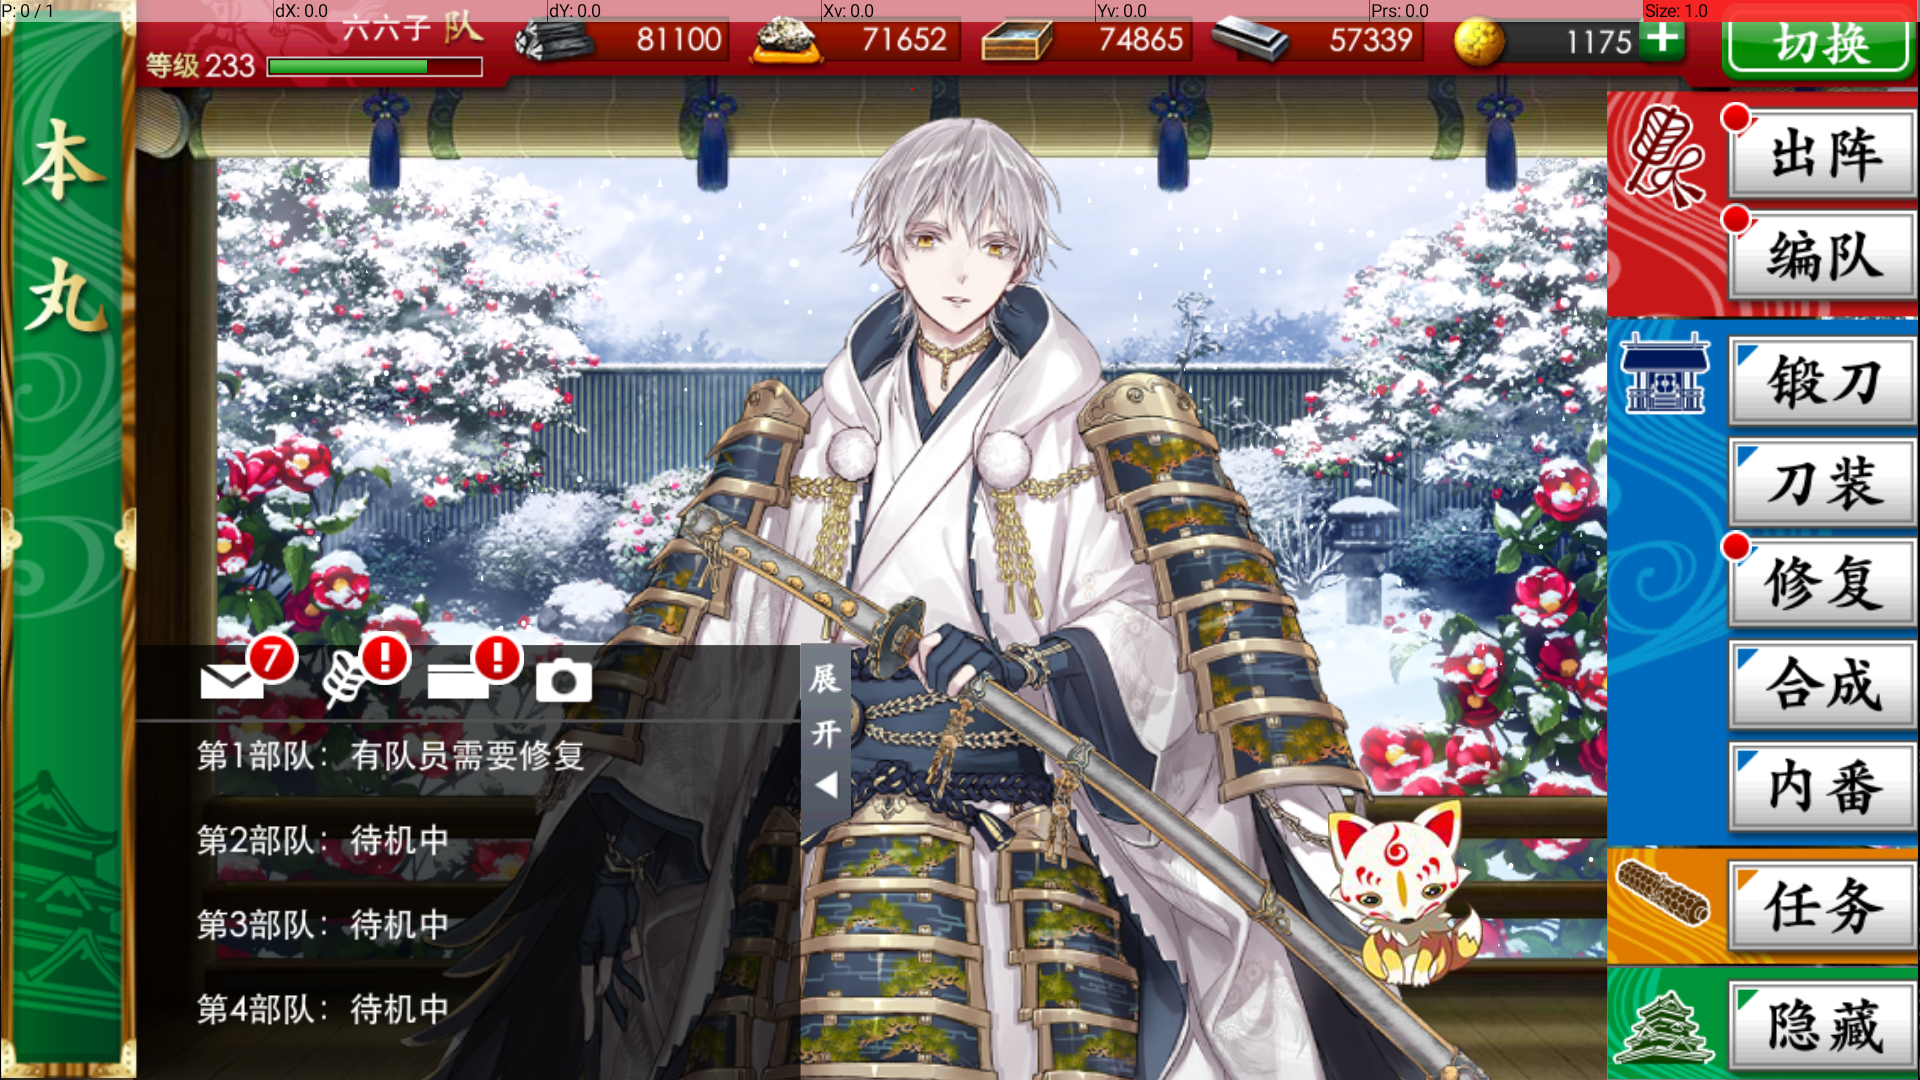 P: 0 / 1 dX: 0.0 dY: 0.0 Xv: 0.0 Yv: 0.0 Prs: 0.0 Size: 1.0
六六子 队
等级 233
81100 71652 74865 57339 1175 +
切换
本丸
出阵
编队
锻刀
刀装
修复
合成
内番
任务
隐藏
7 ! !
展开
第1部队：有队员需要修复
第2部队：待机中
第3部队：待机中
第4部队：待机中